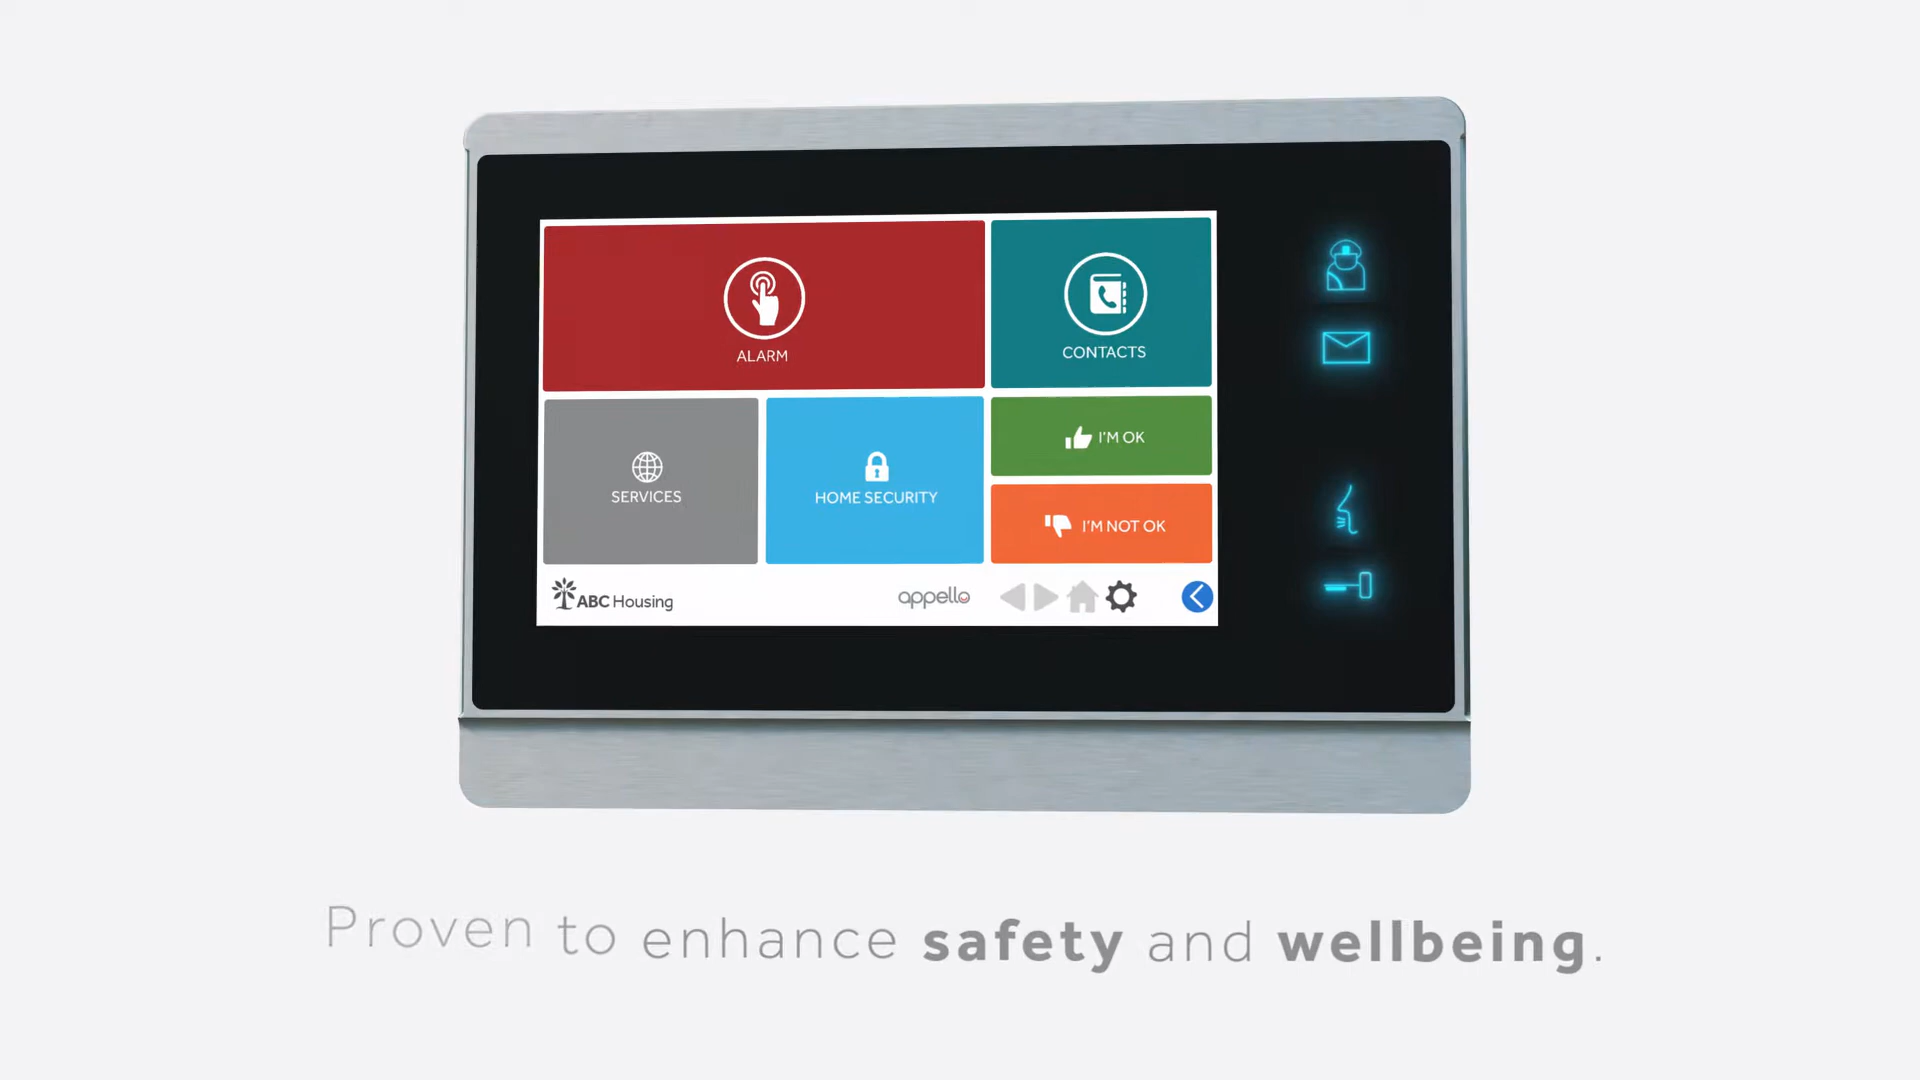 ALARM
CONTACTS
SERVICES
HOME SECURITY
I'M OK
I'M NOT OK
ABC Housing
appello
Proven to enhance safety and wellbeing.